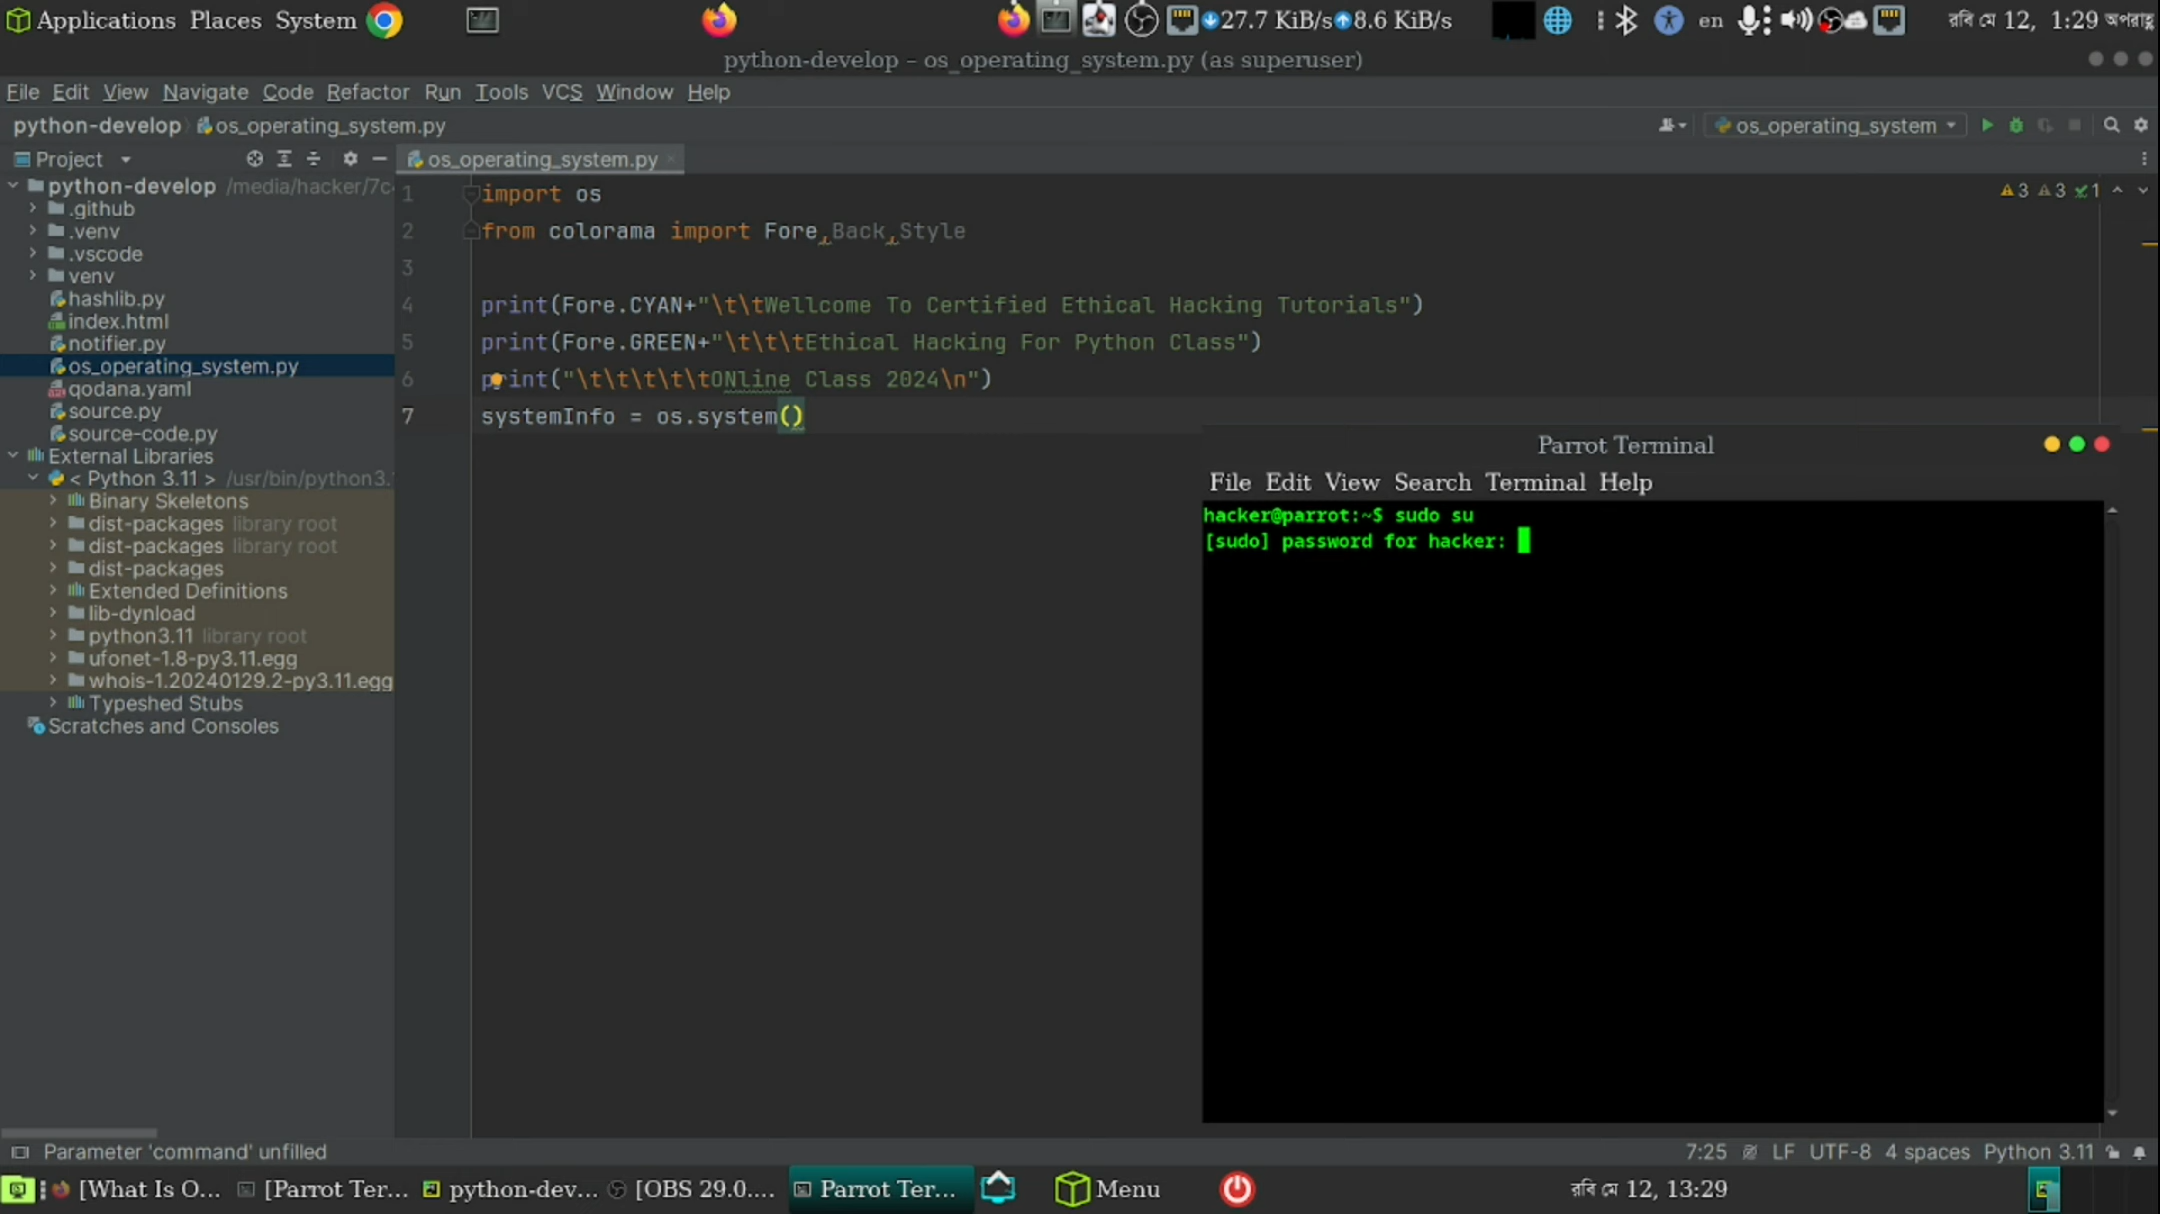 Applications Places System 27.7 KiB/s 8.6 KiB/s en রবি মে 12, 1:29 অপরাহ্ণ
python-develop – os_operating_system.py (as superuser)
File Edit View Navigate Code Refactor Run Tools VCS Window Help
python-develop os_operating_system.py os_operating_system
Project os_operating_system.py
python-develop /media/hacker/7c
.github
.venv
.vscode
venv
hashlib.py
index.html
notifier.py
os_operating_system.py
qodana.yaml
source.py
source-code.py
External Libraries
< Python 3.11 > /usr/bin/python3.
Binary Skeletons
dist-packages library root
dist-packages library root
dist-packages
Extended Definitions
lib-dynload
python3.11 library root
ufonet-1.8-py3.11.egg
whois-1.20240129.2-py3.11.egg
Typeshed Stubs
Scratches and Consoles
1 import os
2 from colorama import Fore,Back,Style
3
4 print(Fore.CYAN+"\t\tWellcome To Certified Ethical Hacking Tutorials")
5 print(Fore.GREEN+"\t\t\tEthical Hacking For Python Class")
6 print("\t\t\t\t\tONline Class 2024\n")
7 systemInfo = os.system()
3 3 1
Parrot Terminal
File Edit View Search Terminal Help
hacker@parrot:~$ sudo su
[sudo] password for hacker:
Parameter 'command' unfilled 7:25 LF UTF-8 4 spaces Python 3.11
[What Is O... [Parrot Ter... python-dev... [OBS 29.0.... Parrot Ter... Menu রবি মে 12, 13:29